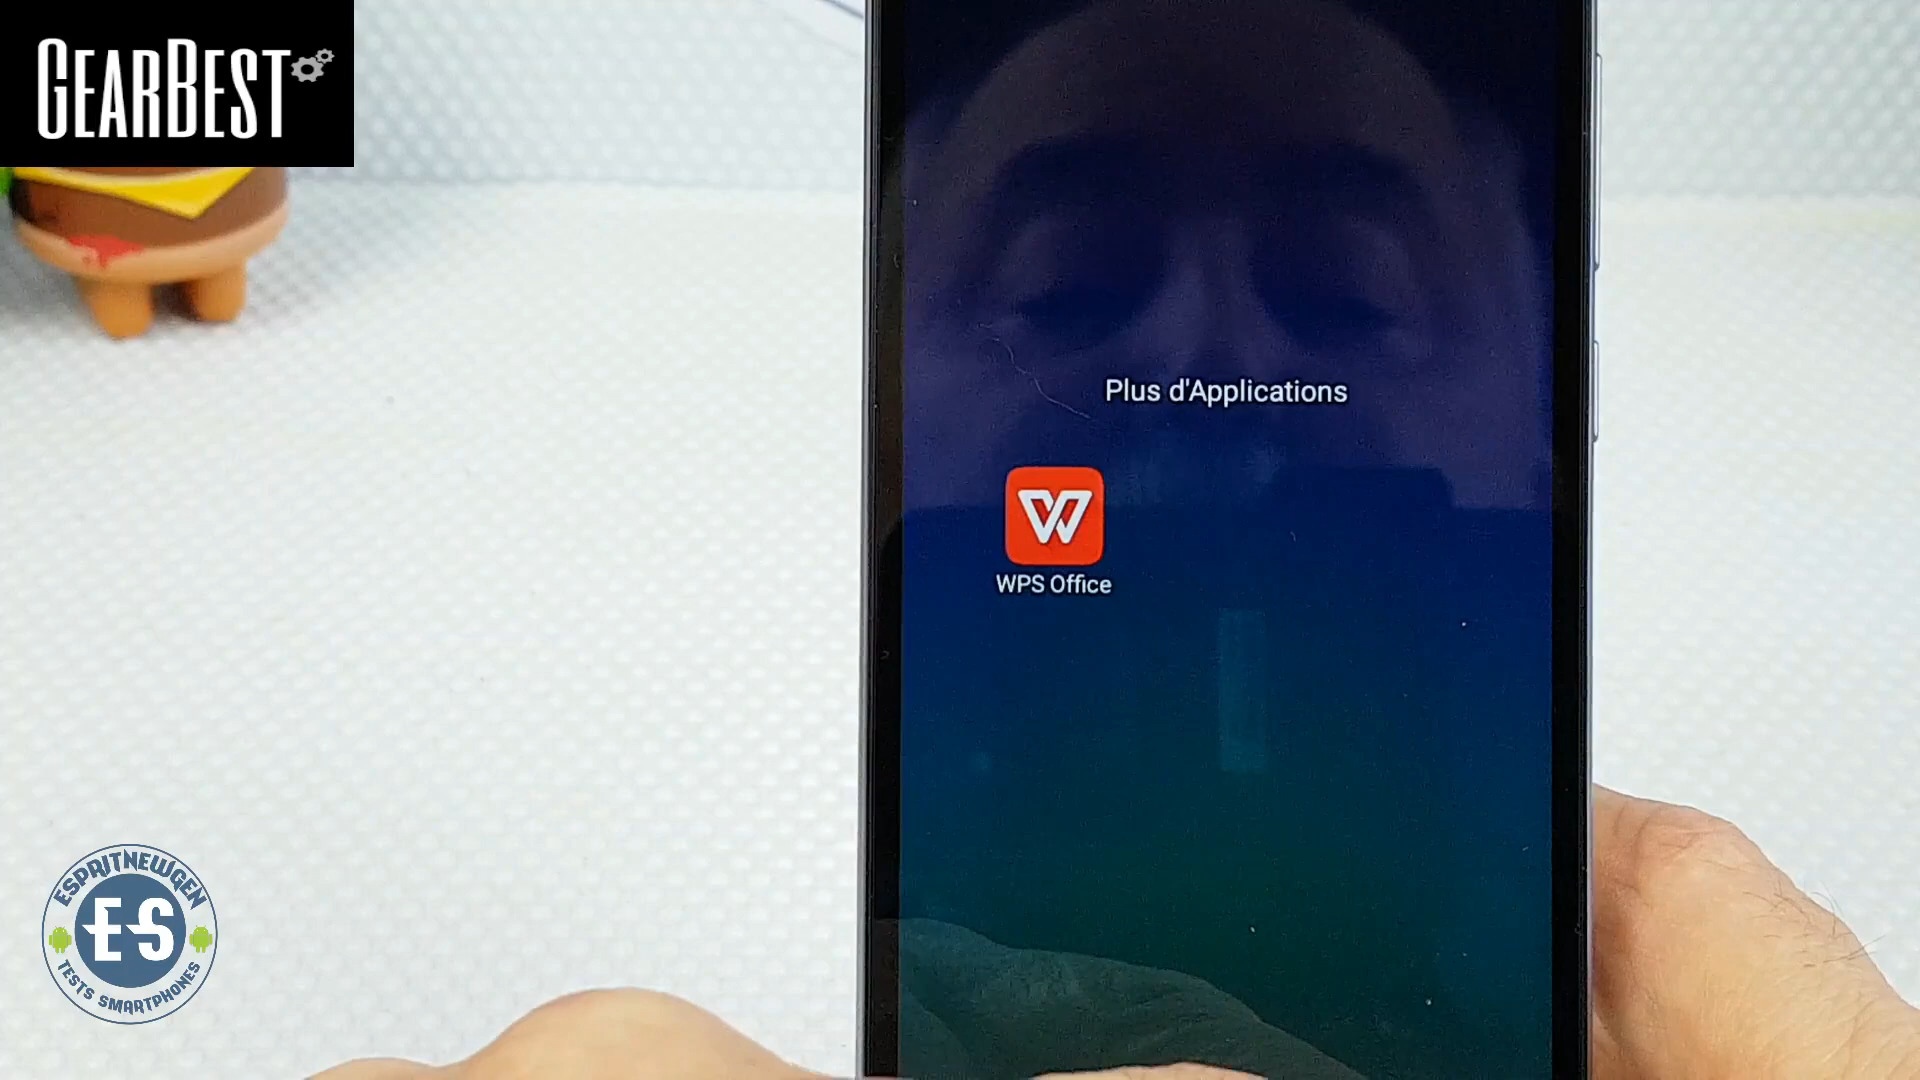 GEARBEST
Plus d'Applications
WPS Office
ESPRITNEWGEN
ES
TESTS SMARTPHONES